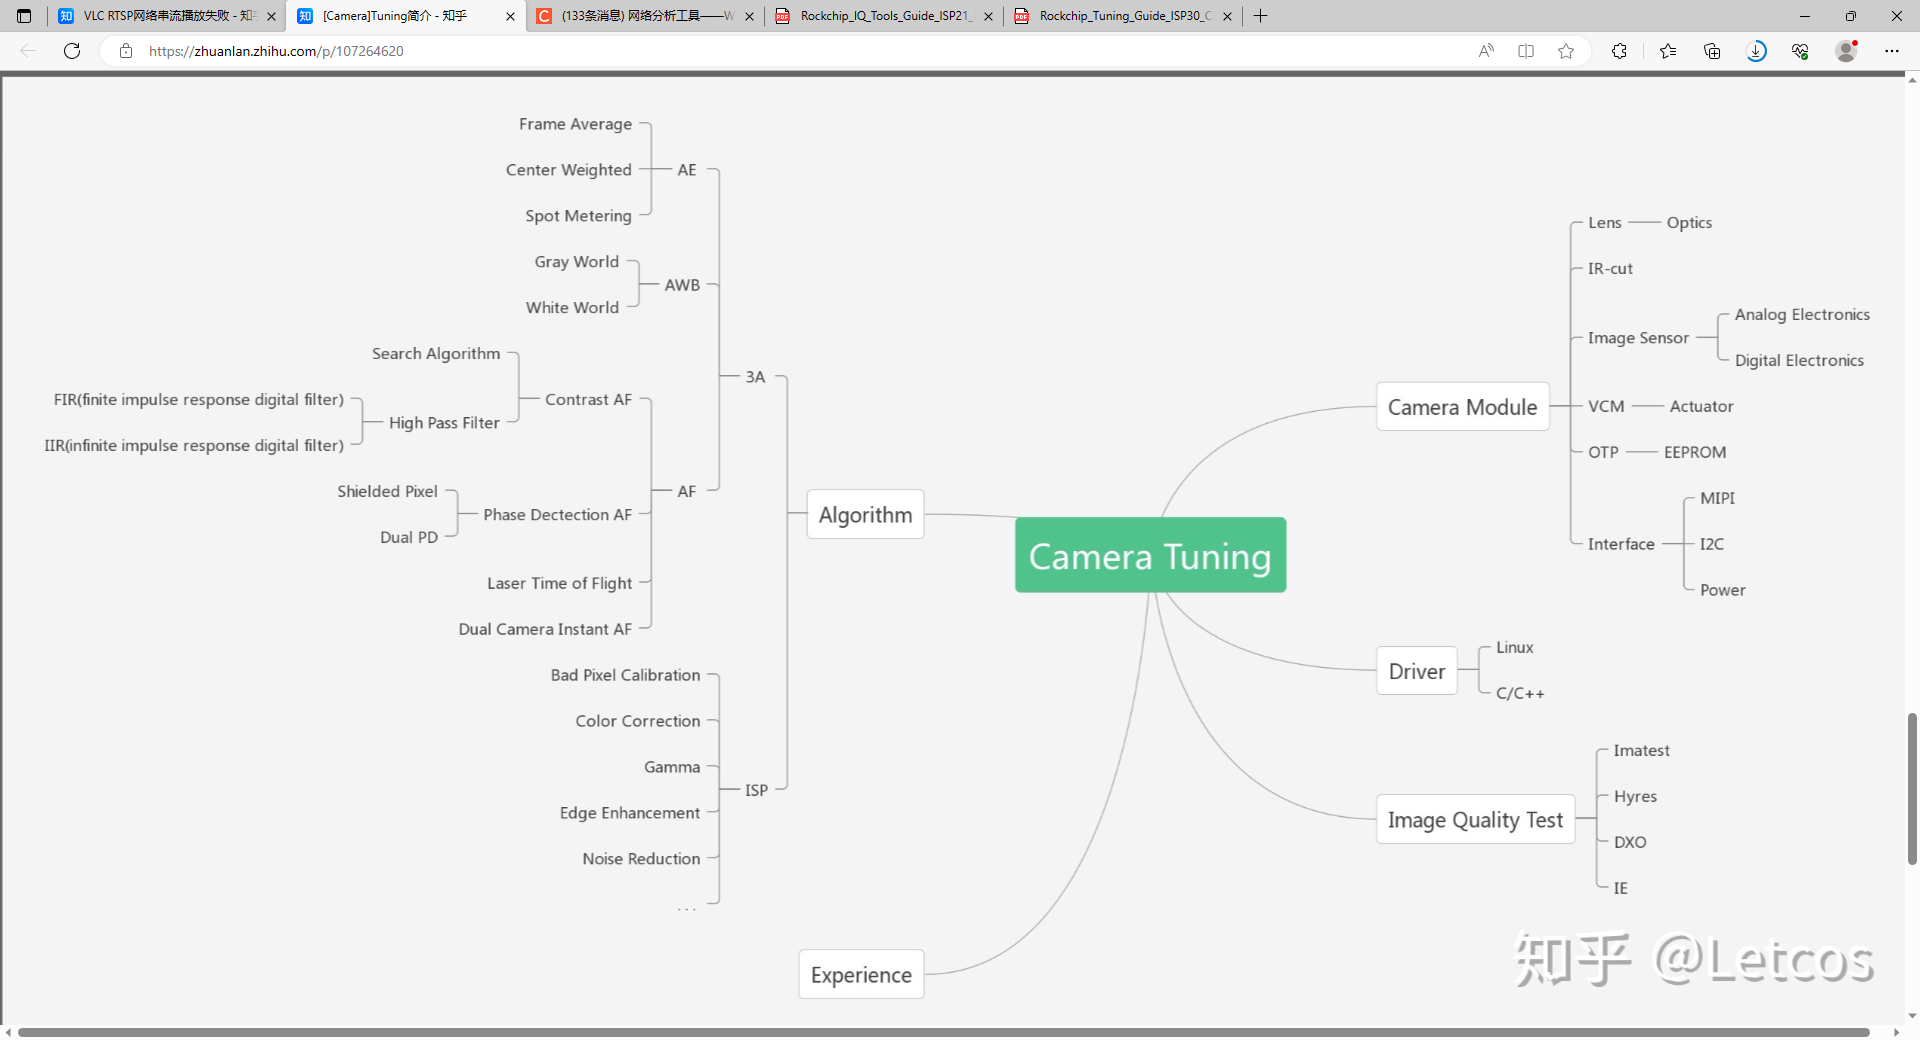 VLC RTSP网络串流播放失败 - 知乎
[Camera]Tuning简介 - 知乎
(133条消息) 网络分析工具——W
Rockchip_IQ_Tools_Guide_ISP21_
Rockchip_Tuning_Guide_ISP30_C
https://zhuanlan.zhihu.com/p/107264620
Camera Tuning
Algorithm
3A
AE
Frame Average
Center Weighted
Spot Metering
AWB
Gray World
White World
AF
Contrast AF
Search Algorithm
High Pass Filter
FIR(finite impulse response digital filter)
IIR(infinite impulse response digital filter)
Phase Dectection AF
Shielded Pixel
Dual PD
Laser Time of Flight
Dual Camera Instant AF
ISP
Bad Pixel Calibration
Color Correction
Gamma
Edge Enhancement
Noise Reduction
...
Experience
Camera Module
Lens
Optics
IR-cut
Image Sensor
Analog Electronics
Digital Electronics
VCM
Actuator
OTP
EEPROM
Interface
MIPI
I2C
Power
Driver
Linux
C/C++
Image Quality Test
Imatest
Hyres
DXO
IE
知乎 @Letcos